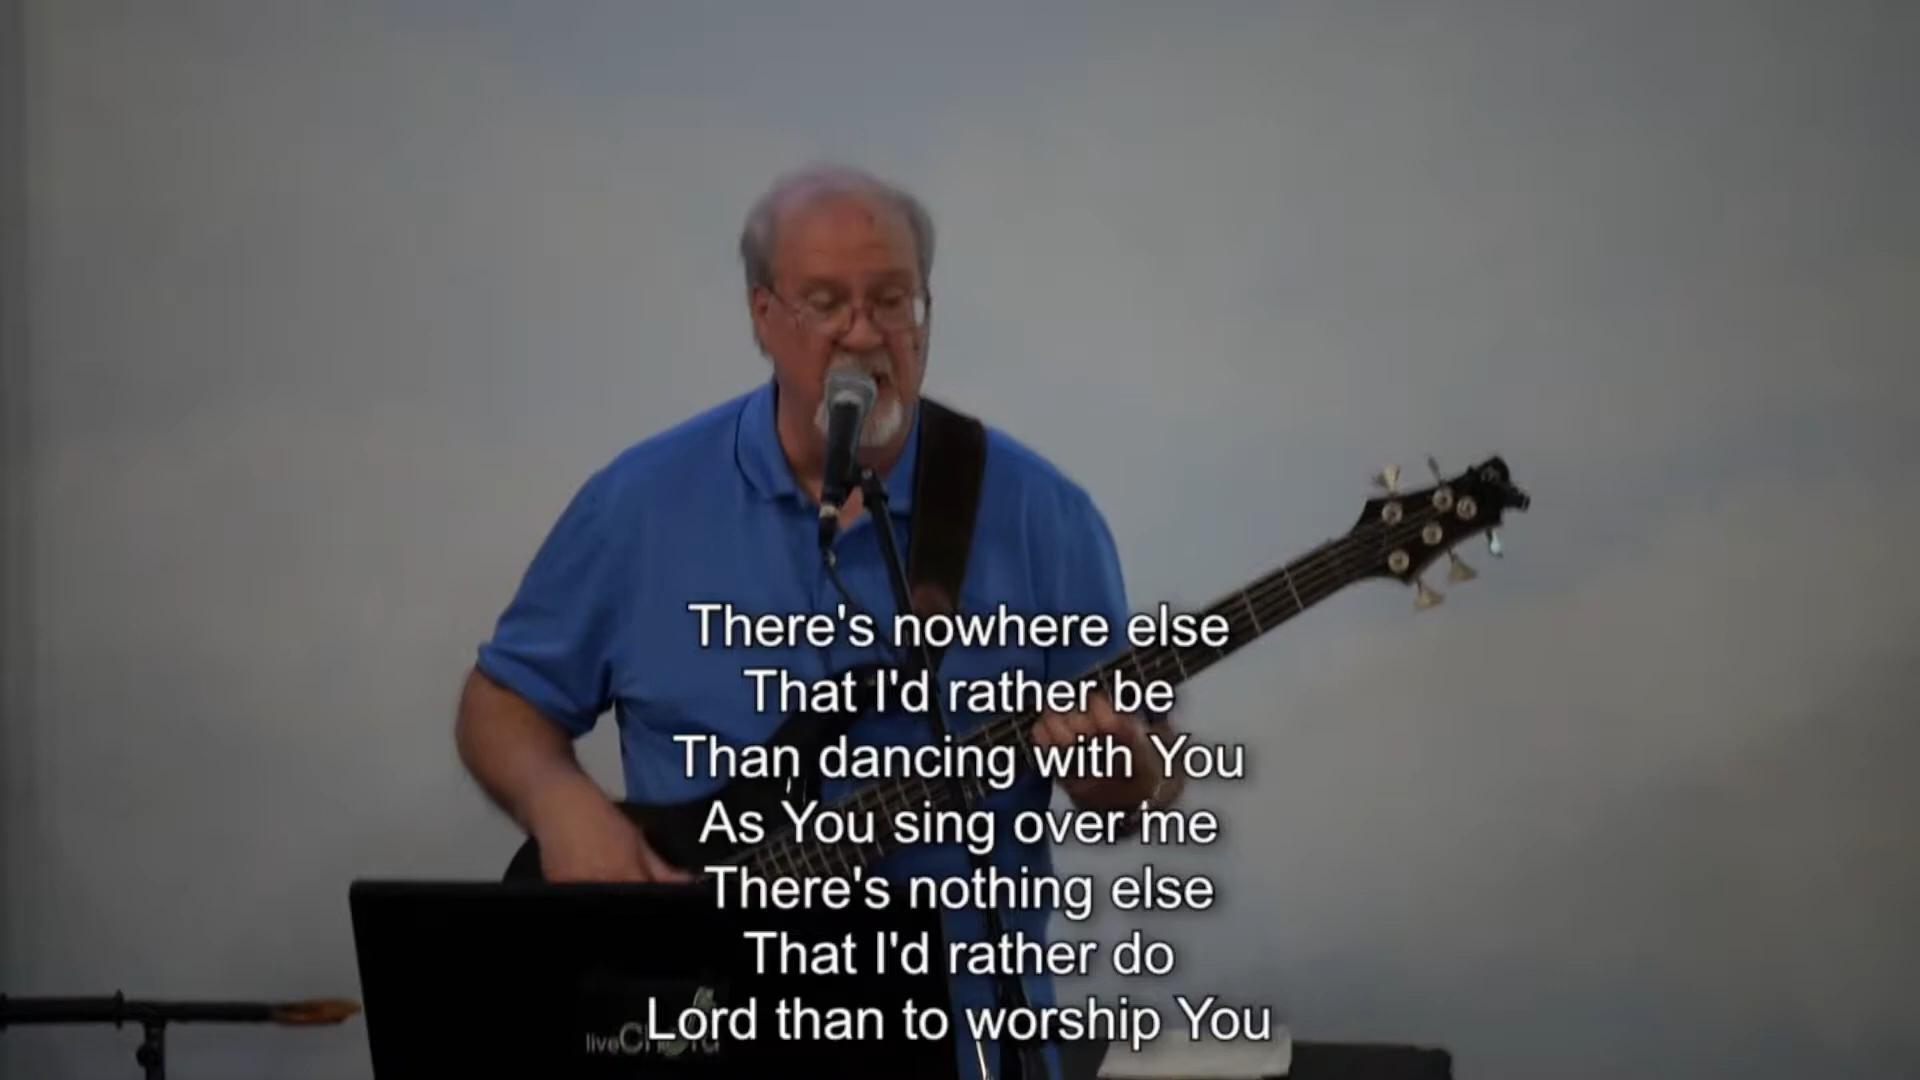 There's nowhere else
That I'd rather be
Than dancing with You
As You sing over me
There's nothing else
That I'd rather do
Lord than to worship You